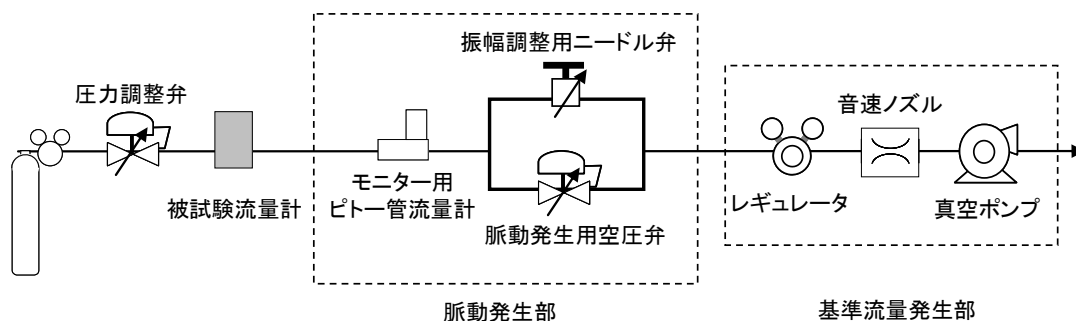 振幅調整用ニードル弁
圧力調整弁
音速ノズル
被試験流量計
モニター用
ピトー管流量計
脈動発生用空圧弁
レギュレータ
真空ポンプ
脈動発生部
基準流量発生部